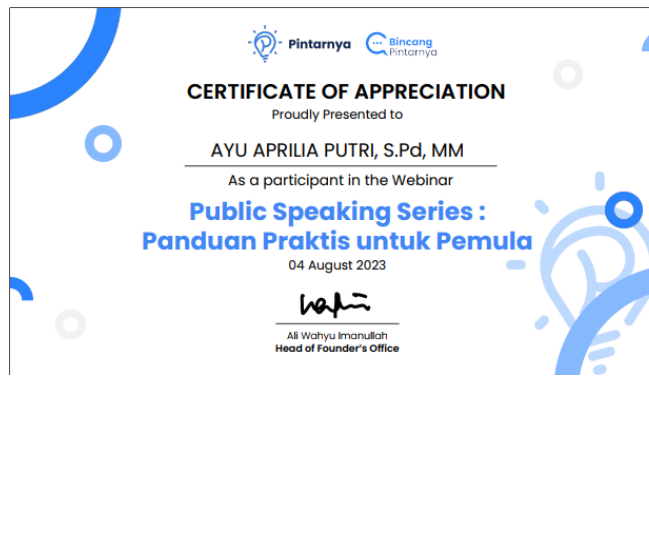 Pintarnya
Bincang
Pintarnya
CERTIFICATE OF APPRECIATION
Proudly Presented to
AYU APRILIA PUTRI, S.Pd, MM
As a participant in the Webinar
Public Speaking Series :
Panduan Praktis untuk Pemula
04 August 2023
Ali Wahyu Imanullah
Head of Founder's Office